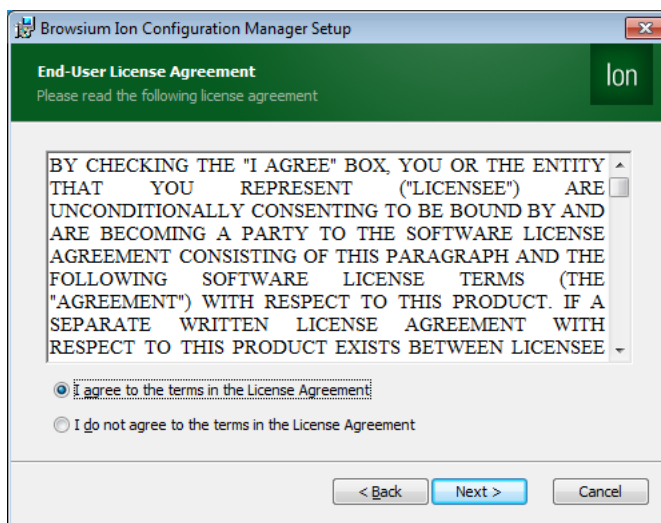 Browsium Ion Configuration Manager Setup
End-User License Agreement
Please read the following license agreement
Ion
BY CHECKING THE "I AGREE" BOX, YOU OR THE ENTITY
THAT YOU REPRESENT ("LICENSEE") ARE
UNCONDITIONALLY CONSENTING TO BE BOUND BY AND
ARE BECOMING A PARTY TO THE SOFTWARE LICENSE
AGREEMENT CONSISTING OF THIS PARAGRAPH AND THE
FOLLOWING SOFTWARE LICENSE TERMS (THE
"AGREEMENT") WITH RESPECT TO THIS PRODUCT. IF A
SEPARATE WRITTEN LICENSE AGREEMENT WITH
RESPECT TO THIS PRODUCT EXISTS BETWEEN LICENSEE
I agree to the terms in the License Agreement
I do not agree to the terms in the License Agreement
< Back Next > Cancel